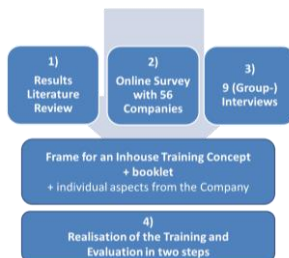 1)
Results
Literature
Review
2)
Online Survey
with 56
Companies
3)
9 (Group-)
Interviews
Frame for an Inhouse Training Concept
+ booklet
+ individual aspects from the Company
4)
Realisation of the Training and
Evaluation in two steps